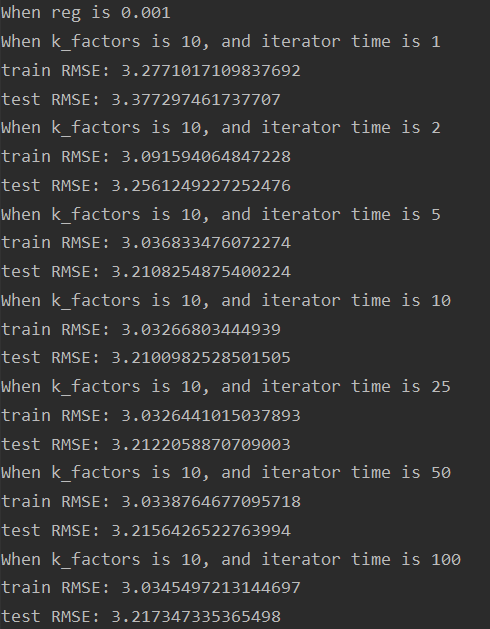 When reg is 0.001
When k_factors is 10, and iterator time is 1
train RMSE: 3.2771017109837692
test RMSE: 3.377297461737707
When k_factors is 10, and iterator time is 2
train RMSE: 3.091594064847228
test RMSE: 3.2561249227252476
When k_factors is 10, and iterator time is 5
train RMSE: 3.036833476072274
test RMSE: 3.2108254875400224
When k_factors is 10, and iterator time is 10
train RMSE: 3.03266803444939
test RMSE: 3.2100982528501505
When k_factors is 10, and iterator time is 25
train RMSE: 3.0326441015037893
test RMSE: 3.2122058870709003
When k_factors is 10, and iterator time is 50
train RMSE: 3.0338764677095718
test RMSE: 3.2156426522763994
When k_factors is 10, and iterator time is 100
train RMSE: 3.0345497213144697
test RMSE: 3.217347335365498